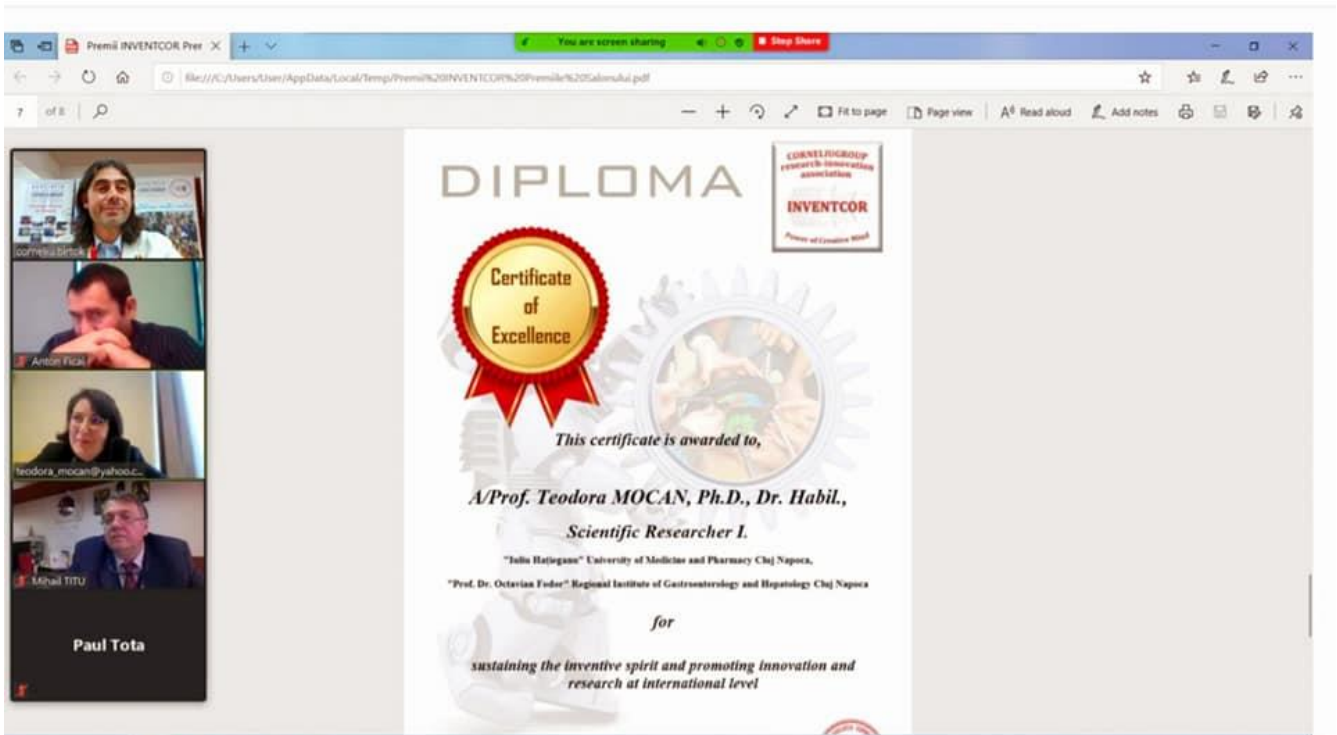 Premii INVENTCOR Prer
You are screen sharing
Stop Share
file:///C:/Users/User/AppData/Local/Temp/Premii%20INVENTCOR%20Premiile%20Salonului.pdf
7 of 8
Fit to page
Page view
Read aloud
Add notes
corneliu.birtok
Anton Ficai
teodora_mocan@yahoo.c...
Mihail TITU
Paul Tota
DIPLOMA
CORNELIUGROUP
research-innovation
association
INVENTCOR
Power of Creative Mind
Certificate
of
Excellence
This certificate is awarded to,
A/Prof. Teodora MOCAN, Ph.D., Dr. Habil.,
Scientific Researcher I.
"Iuliu Hațieganu" University of Medicine and Pharmacy Cluj Napoca,
"Prof. Dr. Octavian Fodor" Regional Institute of Gastroenterology and Hepatology Cluj Napoca
for
sustaining the inventive spirit and promoting innovation and
research at international level